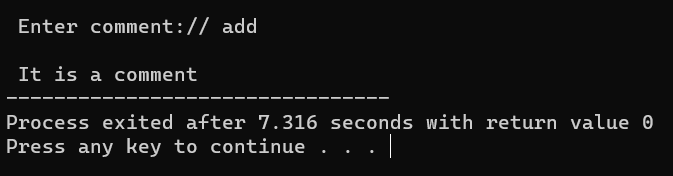 Enter comment:// add
It is a comment
--------------------------------
Process exited after 7.316 seconds with return value 0
Press any key to continue . . .